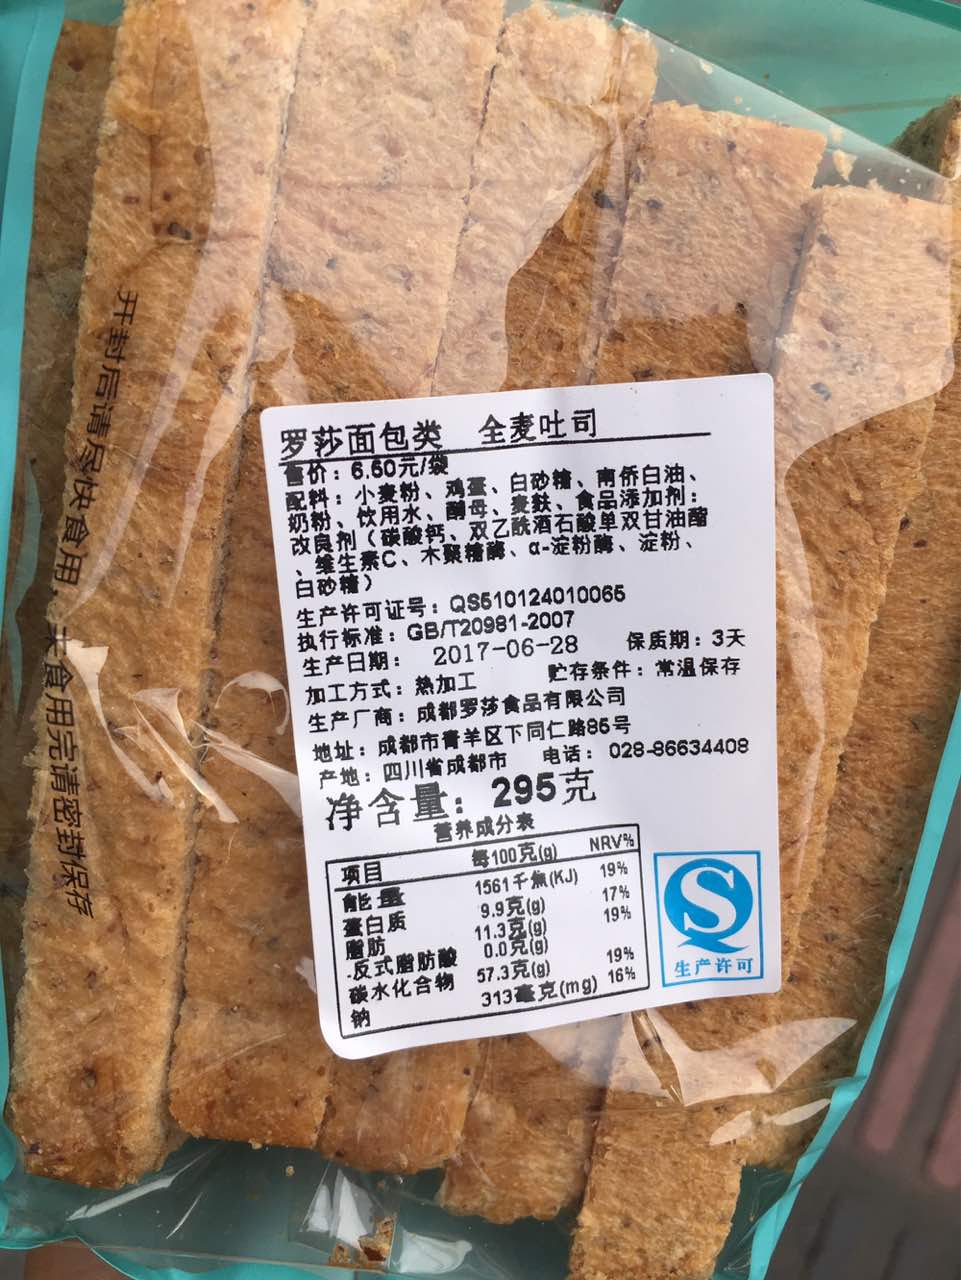 开封后请尽快食用,未食用完请密封保存
罗莎面包类 全麦吐司
售价：6.60元/袋
配料：小麦粉、鸡蛋、白砂糖、南侨白油、
奶粉、饮用水、酵母、麦麸、食品添加剂：
改良剂（碳酸钙、双乙酰酒石酸单双甘油酯
、维生素C、木聚糖酶、α-淀粉酶、淀粉、
白砂糖）
生产许可证号：QS510124010065
执行标准：GB/T20981-2007
生产日期： 2017-06-28 保质期：3天
加工方式：热加工 贮存条件：常温保存
生产厂商：成都罗莎食品有限公司
地址：成都市青羊区下同仁路85号
产地：四川省成都市 电话：028-86634408
净含量：295克
营养成分表
项目 每100克(g) NRV%
能量 1561千焦(KJ) 19%
蛋白质 9.9克(g) 17%
脂肪 11.3克(g) 19%
-反式脂肪酸 0.0克(g)
碳水化合物 57.3克(g) 19%
钠 313毫克(mg) 16%
S
生产许可